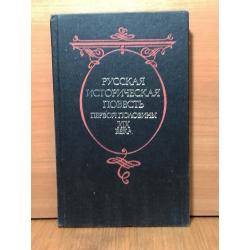 РУССКАЯ
ИСТОРИЧЕСКАЯ
ПОВЕСТЬ
ПЕРВОЙ ПОЛОВИНЫ
XIX
ВЕКА